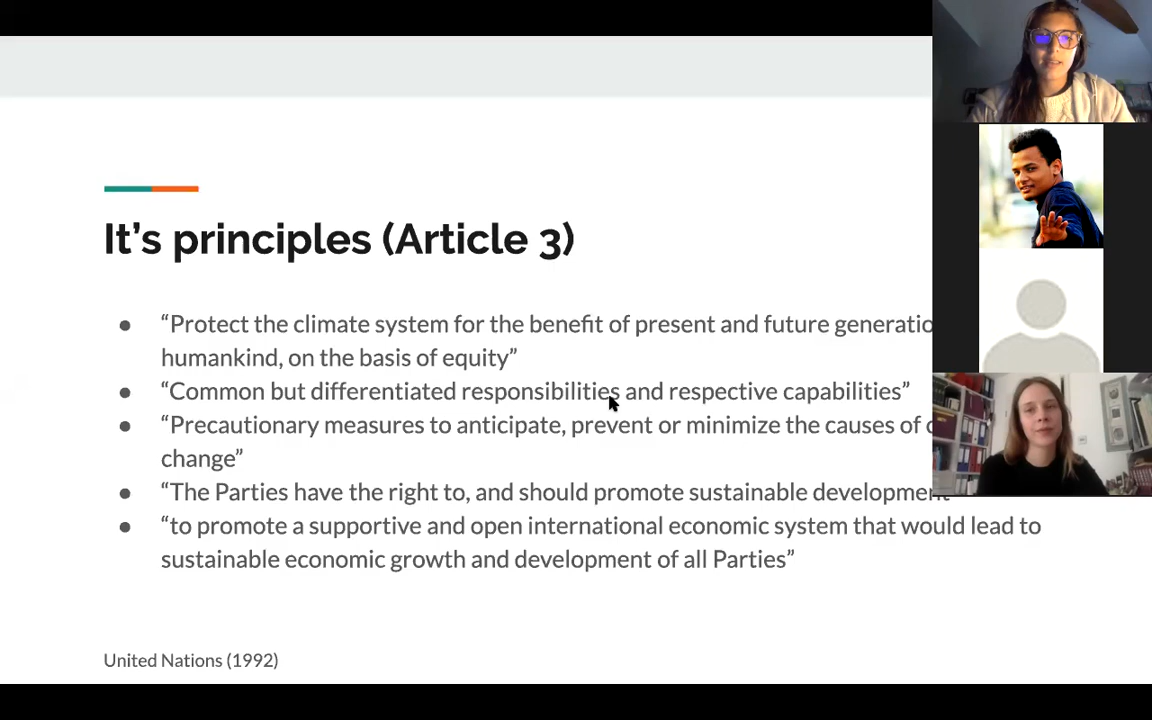 It’s principles (Article 3)
● “Protect the climate system for the benefit of present and future
humankind, on the basis of equity”
● “Common but differentiated responsibilities and respective capabilities”
● “Precautionary measures to anticipate, prevent or minimize the causes of
change”
● “The Parties have the right to, and should promote sustainable development
● “to promote a supportive and open international economic system that would lead to
sustainable economic growth and development of all Parties”
United Nations (1992)